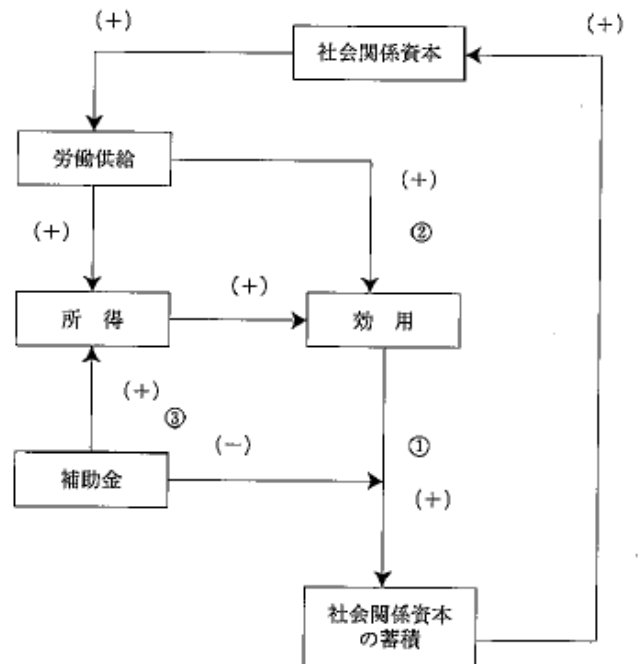 (+)
(+)
社会関係資本
労働供給
(+)
②
(+)
(+)
所 得
効 用
(+)
③
(−)
①
補助金
(+)
社会関係資本
の蓄積